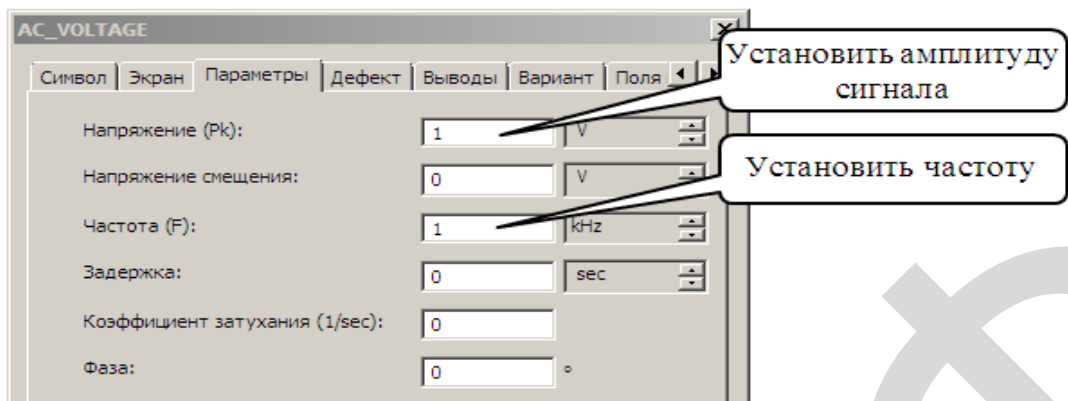 AC_VOLTAGE
Символ Экран Параметры Дефект Выводы Вариант Поля
Установить амплитуду
сигнала
Напряжение (Pk): 1 V
Напряжение смещения: 0 V
Установить частоту
Частота (F): 1 kHz
Задержка: 0 sec
Коэффициент затухания (1/sec): 0
Фаза: 0 °